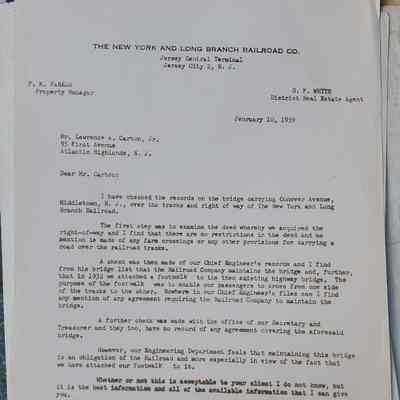 THE NEW YORK AND LONG BRANCH RAILROAD CO.
Jersey Central Terminal
Jersey City 2, N. J.
Property Manager
G. F. WHITE
District Real Estate Agent
February 10, 1959
Mr. Lawrence A. Carton, Jr.
93 First Avenue
Atlantic Highlands, N. J.
Dear Mr. Carton:
I have checked the records on the bridge carrying Conover Avenue,
Middletown, N. J., over the tracks and right of way of the New York and Long
Branch Railroad.
The first step was to examine the deed whereby we acquired the
right-of-way and I find that there are no restrictions in the deed and no
mention is made of any farm crossings or any other provisions for carrying a
road over the railroad tracks.
A check was then made of our Chief Engineer's records and I find
from his bridge list that the Railroad Company maintains the bridge and, further,
that in 1932 we attached a footwalk to the then existing highway bridge. The
purpose of the footwalk was to enable our passengers to cross from one side
of the tracks to the other. Nowhere in our Chief Engineer's files can I find
any mention of any agreement requiring the Railroad Company to maintain the
bridge.
A further check was made with the office of our Secretary and
Treasurer and they too, have no record of any agreement covering the aforesaid
bridge.
However, our Engineering Department feels that maintaining this bridge
is an obligation of the Railroad and more especially in view of the fact that
we have attached our footwalk to it.
Whether or not this is acceptable to your client I do not know, but
it is the best information and all of the available information that I can give
you.